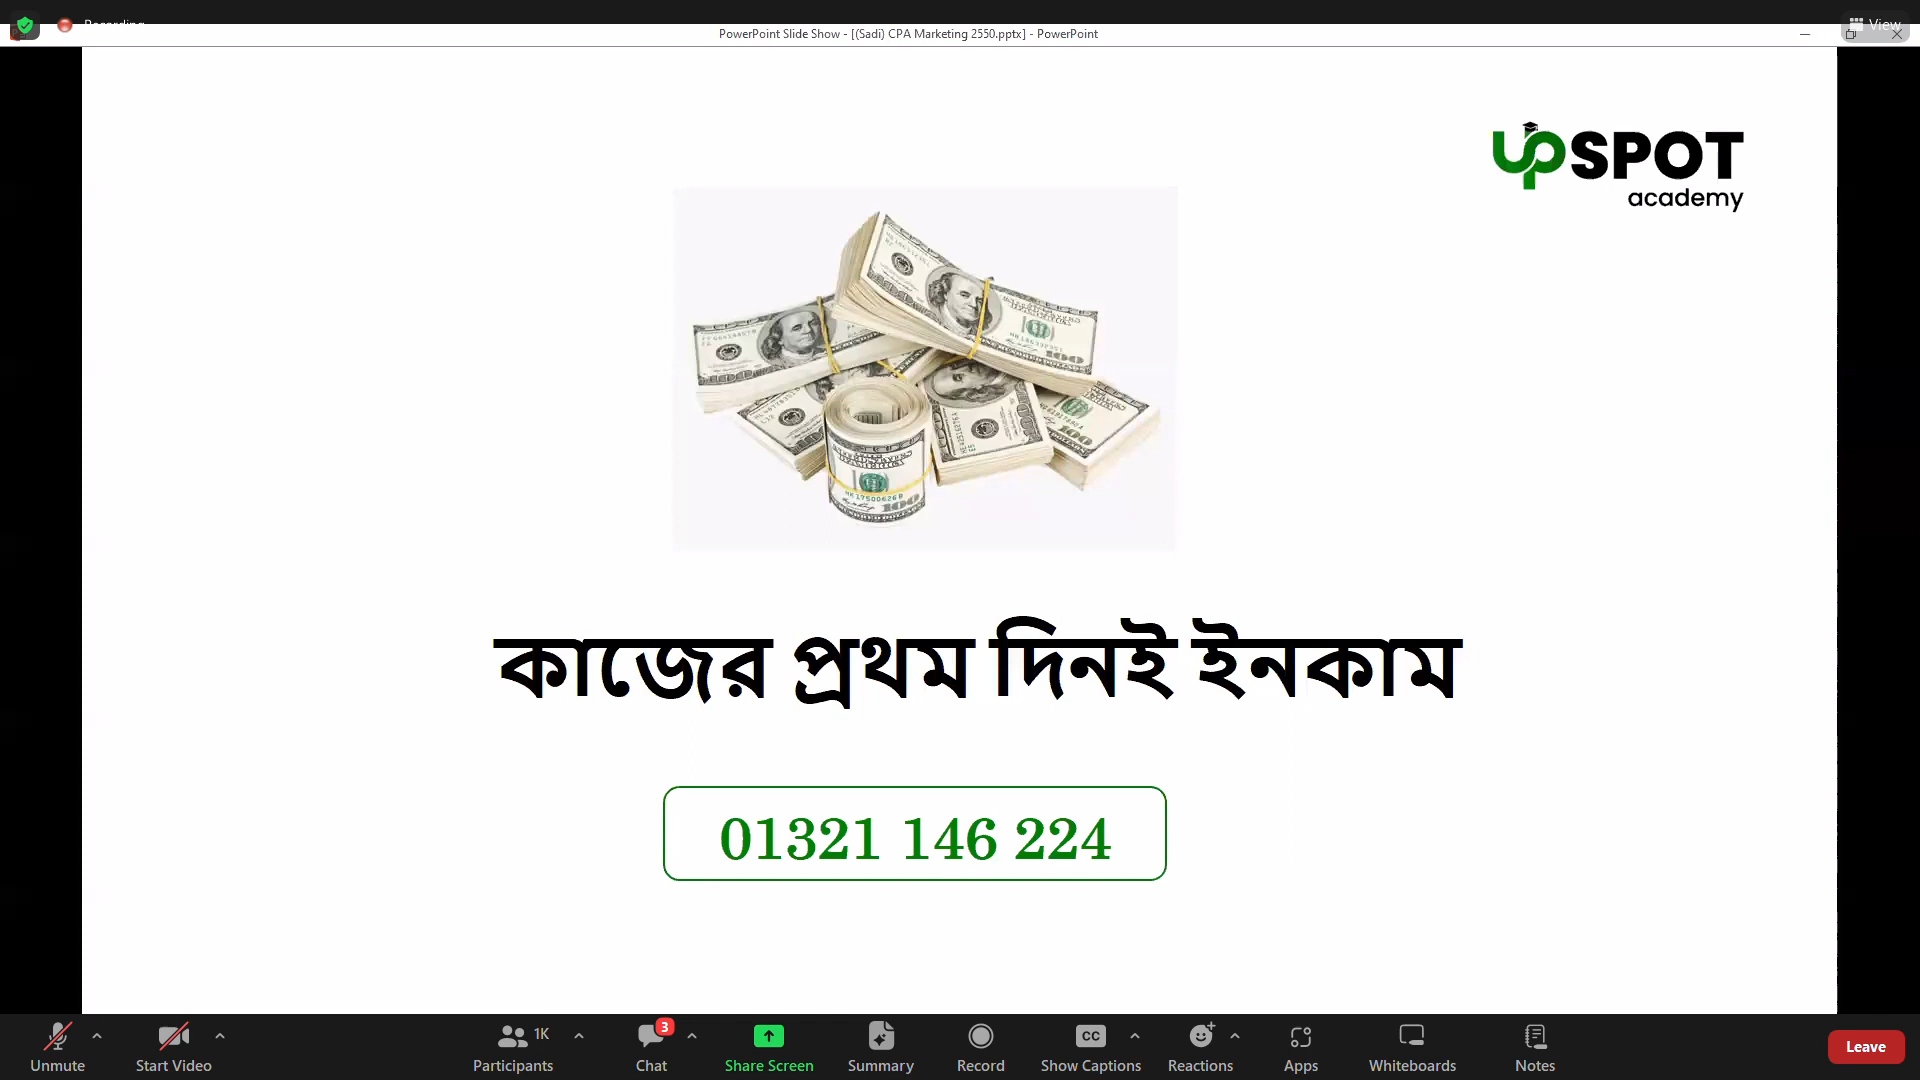 Recording
PowerPoint Slide Show - [(Sadi) CPA Marketing 2550.pptx] - PowerPoint
View
upSPOT
academy
কাজের প্রথম দিনই ইনকাম
01321 146 224
1K
3
CC
Unmute
Start Video
Participants
Chat
Share Screen
Summary
Record
Show Captions
Reactions
Apps
Whiteboards
Notes
Leave